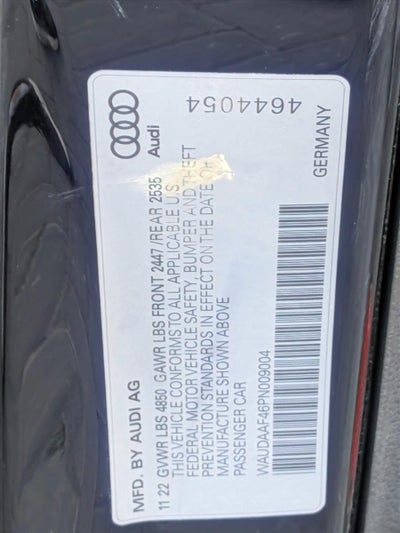 MFD. BY AUDI AG
Audi
11 22 GVWR LBS 4850 GAWR LBS FRONT 2447 /REAR 2535
THIS VEHICLE CONFORMS TO ALL APPLICABLE U.S.
FEDERAL MOTOR VEHICLE SAFETY, BUMPER AND THEFT
PREVENTION STANDARDS IN EFFECT ON THE DATE OF
MANUFACTURE SHOWN ABOVE
PASSENGER CAR
WAUDAAF46PN009004
GERMANY
4644054